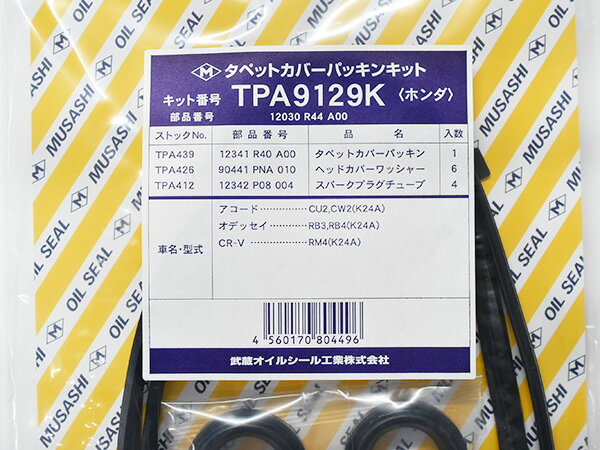 M タペットカバーパッキンキット
キット番号 TPA9129K 〈ホンダ〉
部品番号 12030 R44 A00
ストックNo. 部品番号 品名 入数
TPA439 12341 R40 A00 タペットカバーパッキン 1
TPA426 90441 PNA 010 ヘッドカバーワッシャー 6
TPA412 12342 P08 004 スパークプラグチューブ 4
車名・型式
アコード……………CU2,CW2(K24A)
オデッセイ…………RB3,RB4(K24A)
CR-V ……………RM4(K24A)
4 560170 804496
武蔵オイルシール工業株式会社
MUSASHI
OIL SEAL